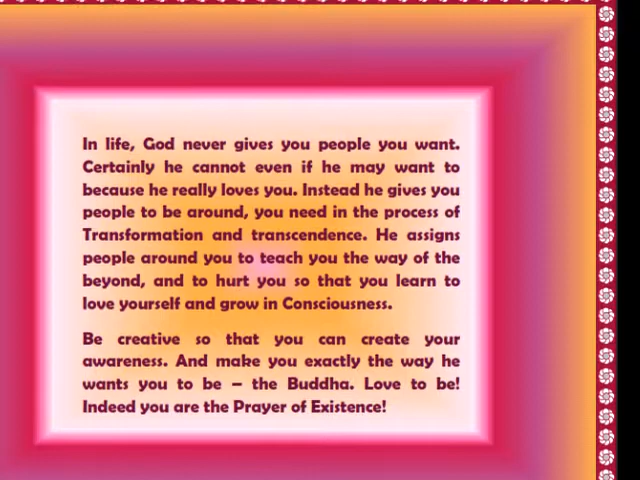 In life, God never gives you people you want.
Certainly he cannot even if he may want to
because he really loves you. Instead he gives you
people to be around, you need in the process of
Transformation and transcendence. He assigns
people around you to teach you the way of the
beyond, and to hurt you so that you learn to
love yourself and grow in Consciousness.
Be creative so that you can create your
awareness. And make you exactly the way he
wants you to be – the Buddha. Love to be!
Indeed you are the Prayer of Existence!